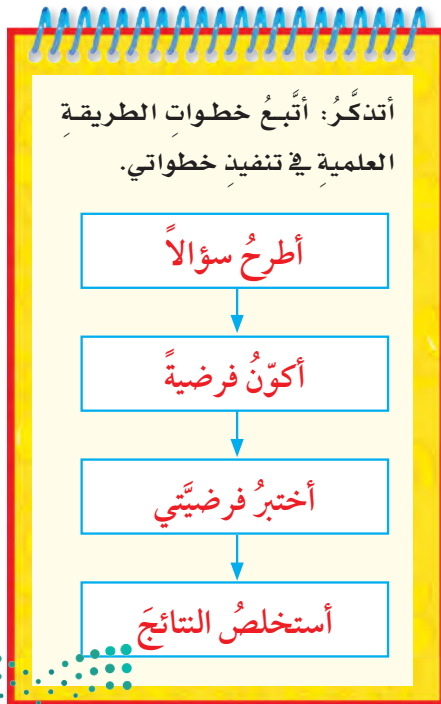 أتذكَّرُ: أتَّبعُ خطواتِ الطريقةِ
العلميةِ في تنفيذِ خطواتي.
أطرحُ سؤالاً
أكوّنُ فرضيةً
أختبرُ فرضيَّتي
أستخلصُ النتائجَ